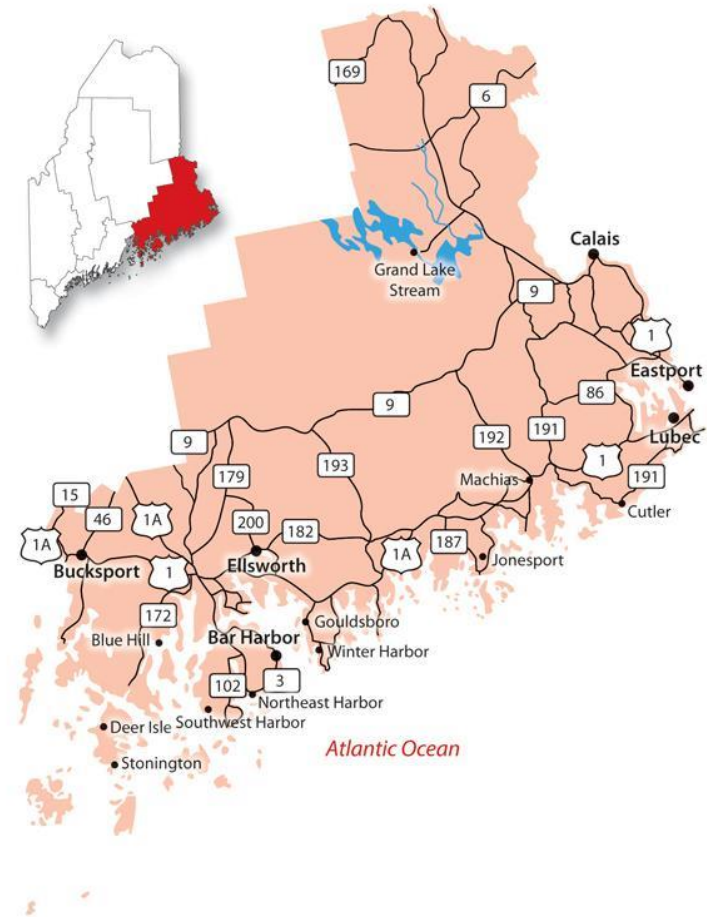 169
6
Calais
Grand Lake
Stream
9
1
Eastport
86
9
Lubec
9
192
191
1
179
193
191
Machias
15
1A
46
200
182
Cutler
1A
1A
187
Bucksport
1
Ellsworth
Jonesport
172
Gouldsboro
Blue Hill
Bar Harbor
Winter Harbor
102
3
Northeast Harbor
Southwest Harbor
Deer Isle
Atlantic Ocean
Stonington